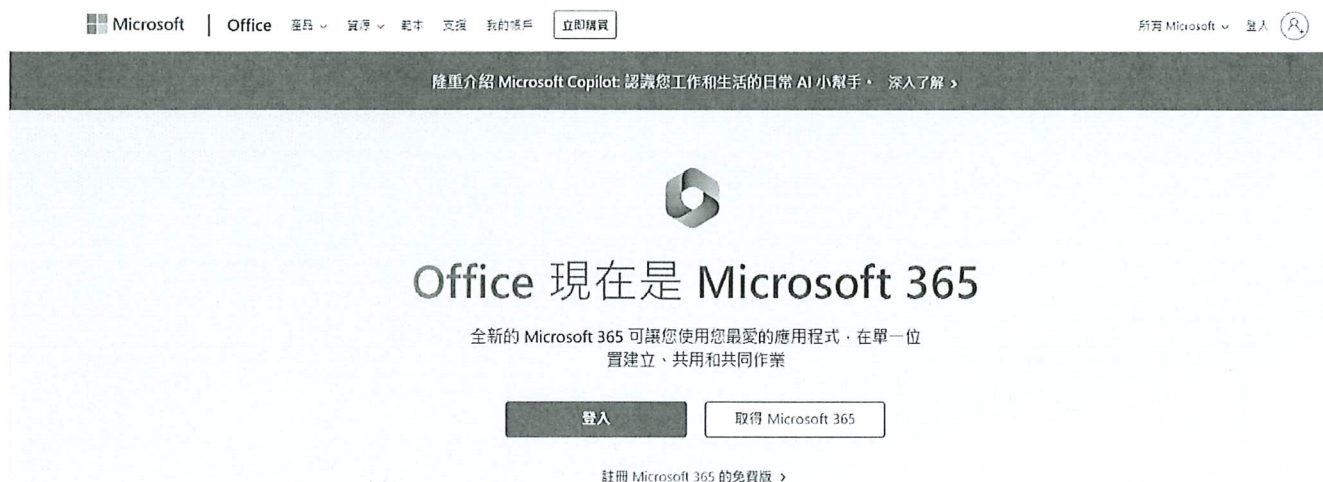 Microsoft | Office 產品 資源 範本 支援 我的帳戶 立即購買 所有 Microsoft 登入
隆重介紹 Microsoft Copilot: 認識您工作和生活的日常 AI 小幫手。 深入了解 >
Office 現在是 Microsoft 365
全新的 Microsoft 365 可讓您使用您最愛的應用程式，在單一位
置建立、共用和共同作業
登入 取得 Microsoft 365
註冊 Microsoft 365 的免費版 >